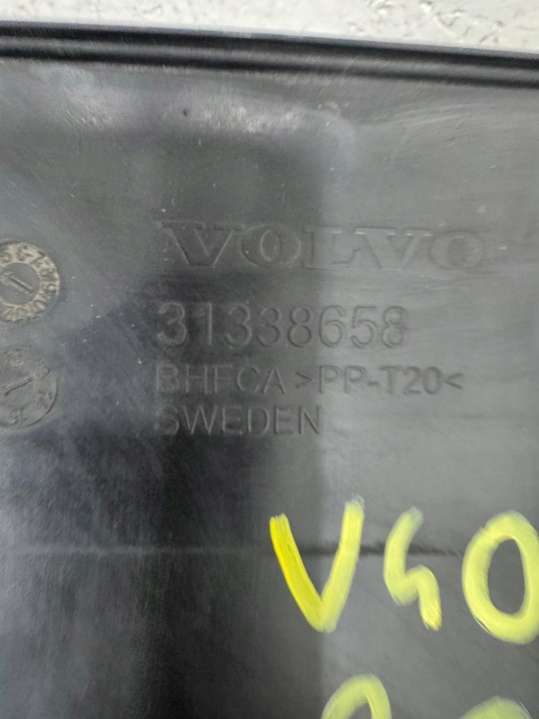 VOLVO
31338658
BHFCA >PP-T20<
SWEDEN
V40